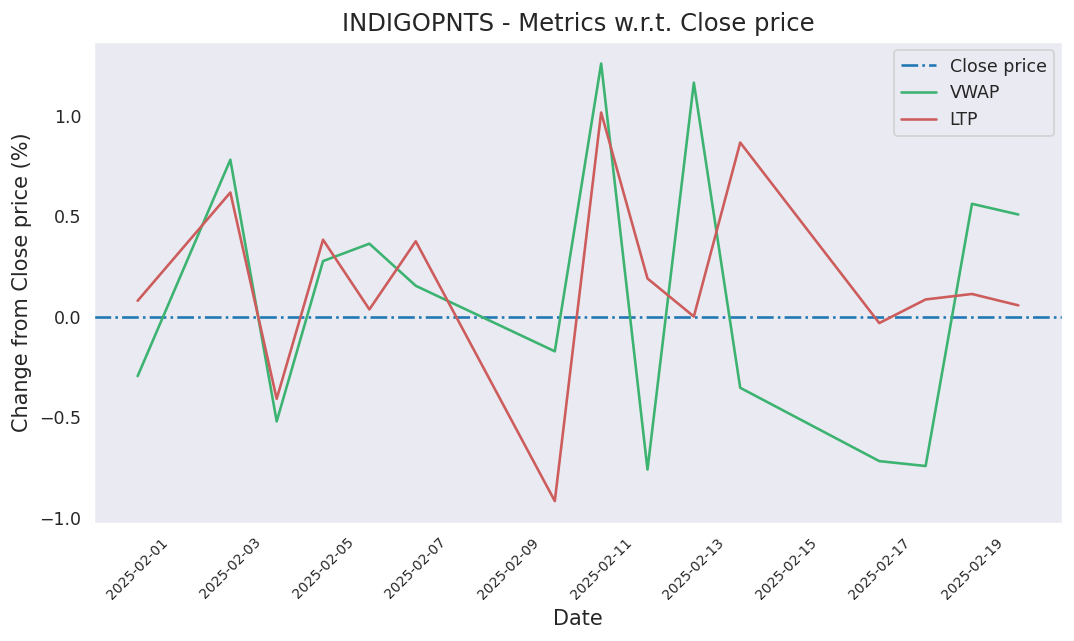 INDIGOPNTS - Metrics w.r.t. Close price
Close price
VWAP
LTP
Change from Close price (%)
1.0
0.5
0.0
−0.5
−1.0
2025-02-01
2025-02-03
2025-02-05
2025-02-07
2025-02-09
2025-02-11
2025-02-13
2025-02-15
2025-02-17
2025-02-19
Date